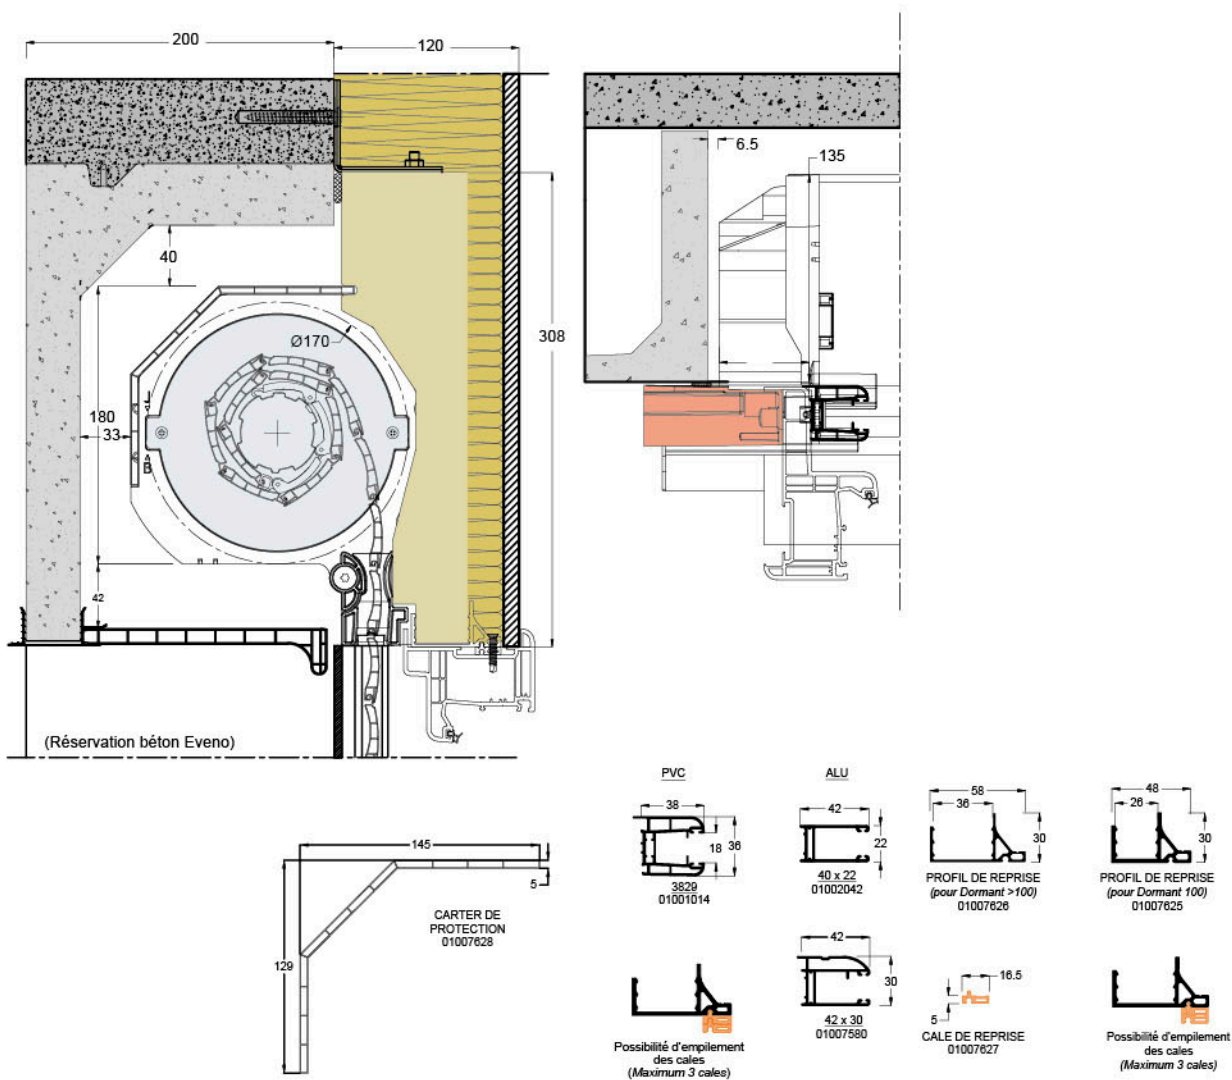 200
120
6.5
135
40
308
Ø170
180
33
42
(Réservation béton Eveno)
PVC
ALU
38
18
36
3829
01001014
42
22
40 x 22
01002042
58
36
30
PROFIL DE REPRISE
(pour Dormant >100)
01007626
48
26
30
PROFIL DE REPRISE
(pour Dormant 100)
01007625
145
5
129
CARTER DE
PROTECTION
01007628
Possibilité d'empilement
des cales
(Maximum 3 cales)
42
30
42 x 30
01007580
16.5
5
CALE DE REPRISE
01007627
Possibilité d'empilement
des cales
(Maximum 3 cales)